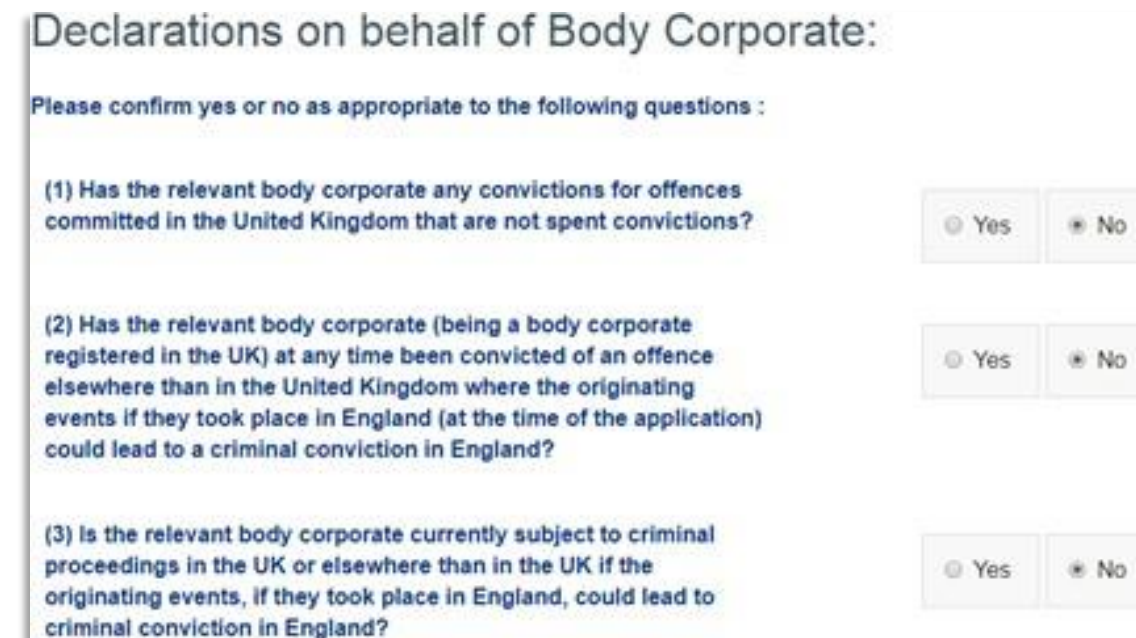 Declarations on behalf of Body Corporate:
Please confirm yes or no as appropriate to the following questions :
(1) Has the relevant body corporate any convictions for offences
committed in the United Kingdom that are not spent convictions?
Yes No
(2) Has the relevant body corporate (being a body corporate
registered in the UK) at any time been convicted of an offence
elsewhere than in the United Kingdom where the originating
events if they took place in England (at the time of the application)
could lead to a criminal conviction in England?
Yes No
(3) Is the relevant body corporate currently subject to criminal
proceedings in the UK or elsewhere than in the UK if the
originating events, if they took place in England, could lead to
criminal conviction in England?
Yes No